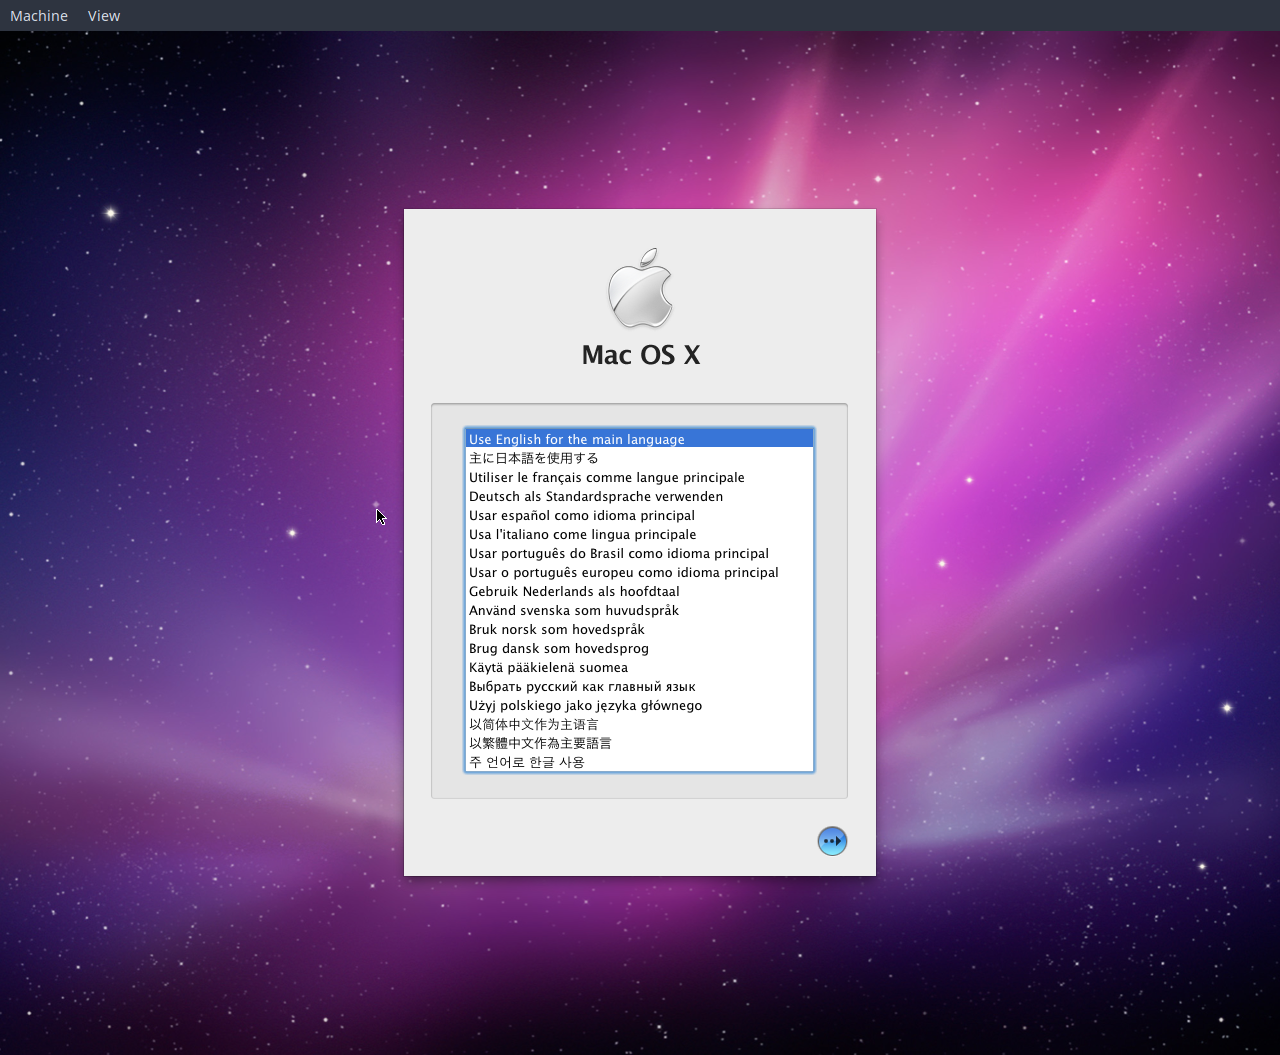 Machine View
Mac OS X
Use English for the main language
主に日本語を使用する
Utiliser le français comme langue principale
Deutsch als Standardsprache verwenden
Usar español como idioma principal
Usa l'italiano come lingua principale
Usar português do Brasil como idioma principal
Usar o português europeu como idioma principal
Gebruik Nederlands als hoofdtaal
Använd svenska som huvudspråk
Bruk norsk som hovedspråk
Brug dansk som hovedsprog
Käytä pääkielenä suomea
Выбрать русский как главный язык
Użyj polskiego jako języka głównego
以简体中文作为主语言
以繁體中文作為主要語言
주 언어로 한글 사용